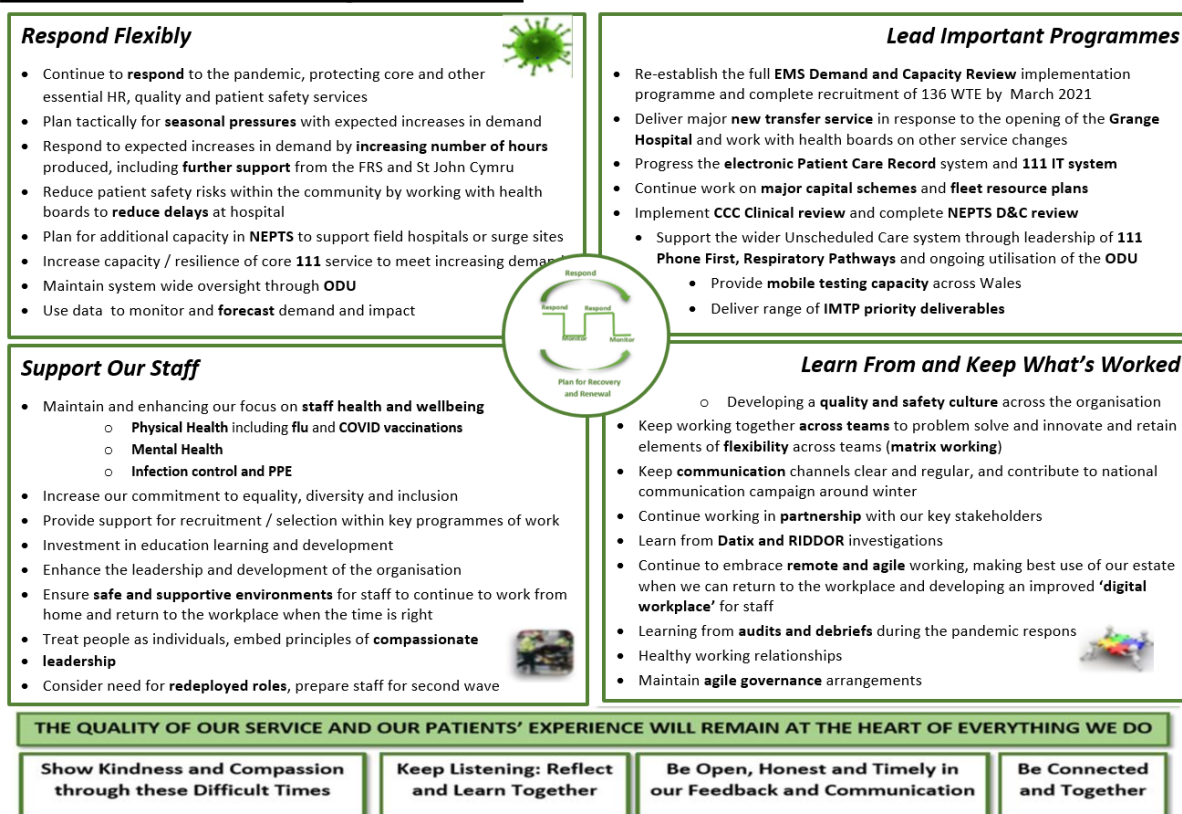 Respond Flexibly
• Continue to respond to the pandemic, protecting core and other
essential HR, quality and patient safety services
• Plan tactically for seasonal pressures with expected increases in demand
• Respond to expected increases in demand by increasing number of hours
produced, including further support from the FRS and St John Cymru
• Reduce patient safety risks within the community by working with health
boards to reduce delays at hospital
• Plan for additional capacity in NEPTS to support field hospitals or surge sites
• Increase capacity / resilience of core 111 service to meet increasing demand
• Maintain system wide oversight through ODU
• Use data to monitor and forecast demand and impact
Lead Important Programmes
• Re-establish the full EMS Demand and Capacity Review implementation
programme and complete recruitment of 136 WTE by March 2021
• Deliver major new transfer service in response to the opening of the Grange
Hospital and work with health boards on other service changes
• Progress the electronic Patient Care Record system and 111 IT system
• Continue work on major capital schemes and fleet resource plans
• Implement CCC Clinical review and complete NEPTS D&C review
• Support the wider Unscheduled Care system through leadership of 111
Phone First, Respiratory Pathways and ongoing utilisation of the ODU
• Provide mobile testing capacity across Wales
• Deliver range of IMTP priority deliverables
Respond
Respond Respond
Monitor Monitor
Plan for Recovery
and Renewal
Support Our Staff
• Maintain and enhancing our focus on staff health and wellbeing
o Physical Health including flu and COVID vaccinations
o Mental Health
o Infection control and PPE
• Increase our commitment to equality, diversity and inclusion
• Provide support for recruitment / selection within key programmes of work
• Investment in education learning and development
• Enhance the leadership and development of the organisation
• Ensure safe and supportive environments for staff to continue to work from
home and return to the workplace when the time is right
• Treat people as individuals, embed principles of compassionate
• leadership
• Consider need for redeployed roles, prepare staff for second wave
Learn From and Keep What's Worked
o Developing a quality and safety culture across the organisation
• Keep working together across teams to problem solve and innovate and retain
elements of flexibility across teams (matrix working)
• Keep communication channels clear and regular, and contribute to national
communication campaign around winter
• Continue working in partnership with our key stakeholders
• Learn from Datix and RIDDOR investigations
• Continue to embrace remote and agile working, making best use of our estate
when we can return to the workplace and developing an improved 'digital
workplace' for staff
• Learning from audits and debriefs during the pandemic respons
• Healthy working relationships
• Maintain agile governance arrangements
THE QUALITY OF OUR SERVICE AND OUR PATIENTS' EXPERIENCE WILL REMAIN AT THE HEART OF EVERYTHING WE DO
Show Kindness and Compassion
through these Difficult Times
Keep Listening: Reflect
and Learn Together
Be Open, Honest and Timely in
our Feedback and Communication
Be Connected
and Together